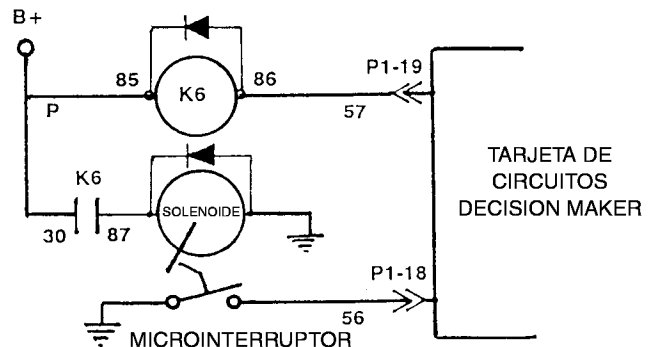 B+
P1-19
85
86
K6
P
57
TARJETA DE
CIRCUITOS
DECISION MAKER
K6
SOLENOIDE
30
87
P1-18
56
MICROINTERRUPTOR